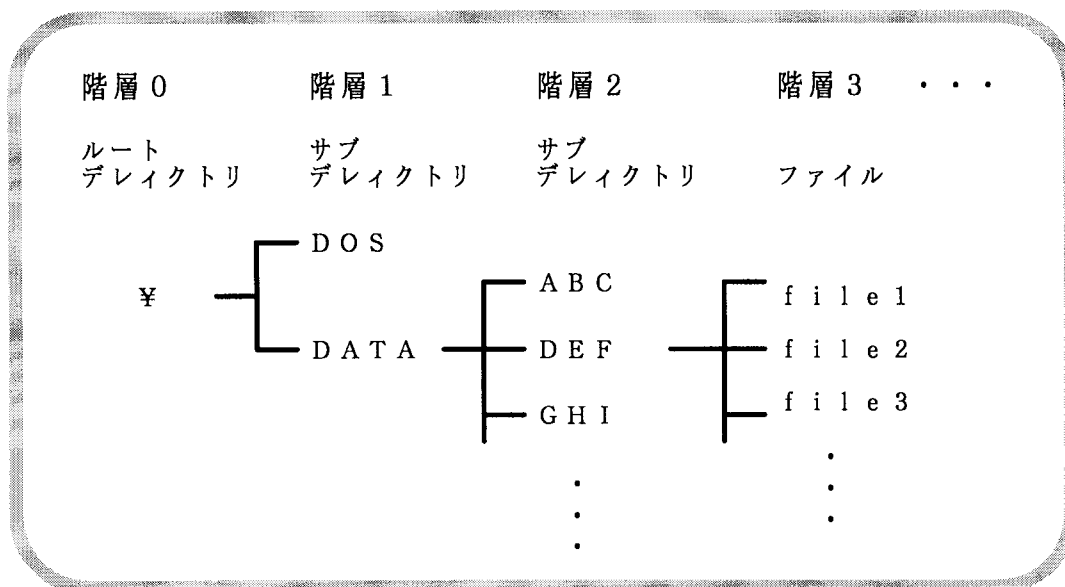 階層０ 階層１ 階層２ 階層３ ・・・
ルート サブ サブ
ディレクトリ ディレクトリ ディレクトリ ファイル
DOS
ABC
¥ file1
DATA DEF file2
GHI file3